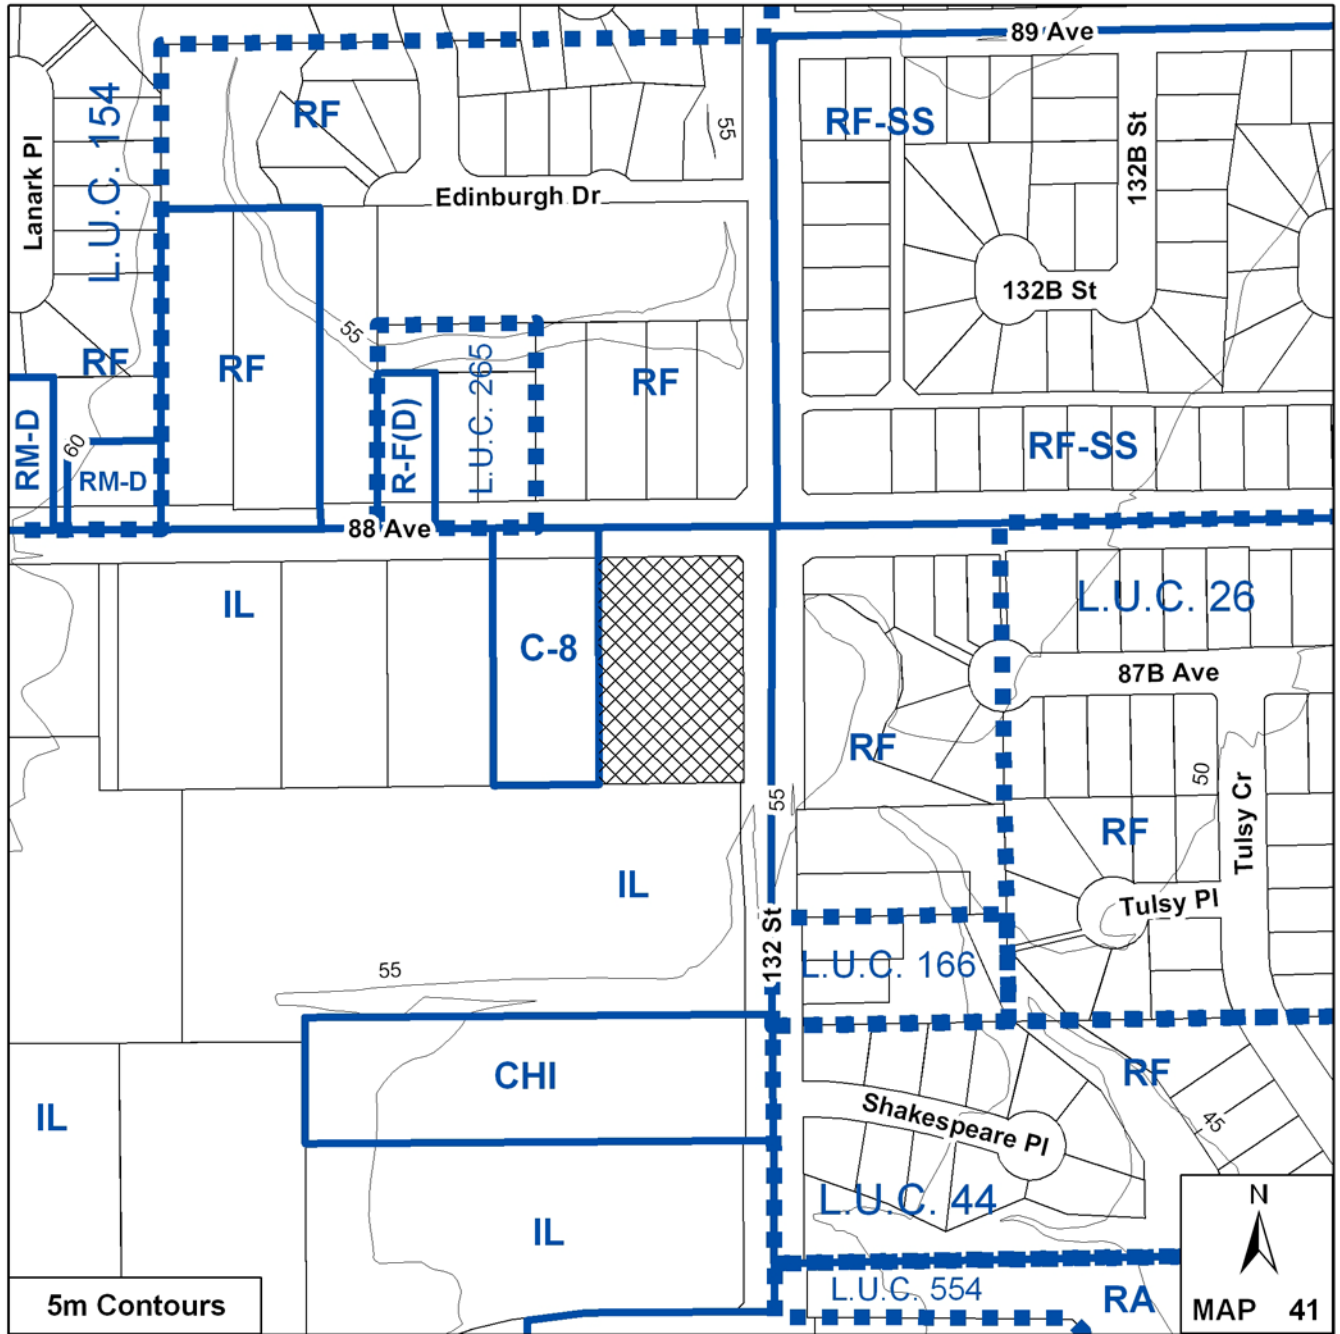 89 Ave
L.U.C. 154
RF
55
RF-SS
132B St
Lanark Pl
Edinburgh Dr
132B St
55
RF
RF
L.U.C. 265
RF
R-F(D)
RM-D
60
RM-D
RF-SS
88 Ave
IL
C-8
L.U.C. 26
87B Ave
RF
50
55
Tulsy Cr
RF
IL
Tulsy Pl
132 St
L.U.C. 166
55
CHI
RF
IL
Shakespeare Pl
45
L.U.C. 44
IL
N
L.U.C. 554
RA
5m Contours
MAP 41